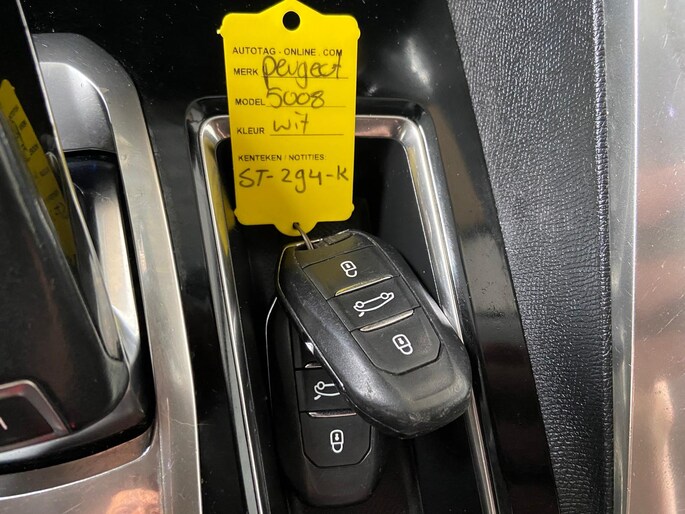 AUTOTAG - ONLINE . COM
MERK Peugeot
MODEL 5008
KLEUR wit
KENTEKEN / NOTITIES
ST-294-K